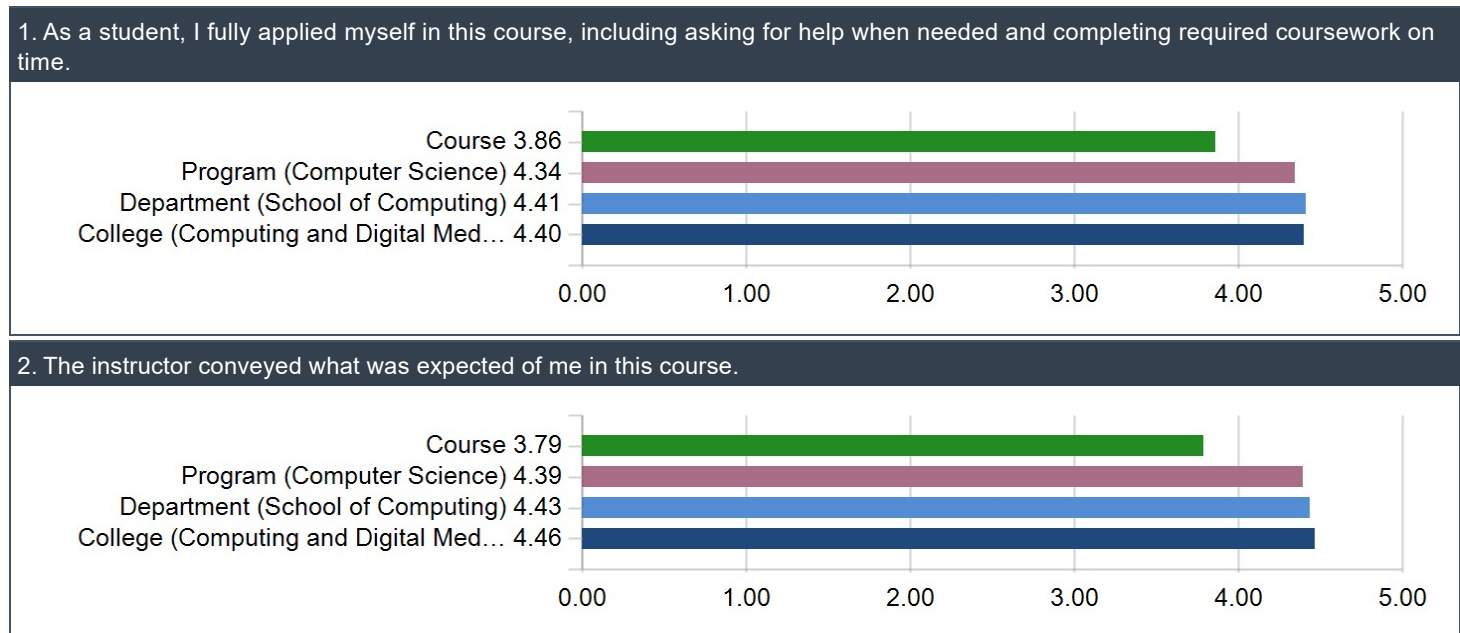 1. As a student, I fully applied myself in this course, including asking for help when needed and completing required coursework on
time.
Course 3.86
Program (Computer Science) 4.34
Department (School of Computing) 4.41
College (Computing and Digital Med... 4.40
0.00 1.00 2.00 3.00 4.00 5.00
2. The instructor conveyed what was expected of me in this course.
Course 3.79
Program (Computer Science) 4.39
Department (School of Computing) 4.43
College (Computing and Digital Med... 4.46
0.00 1.00 2.00 3.00 4.00 5.00